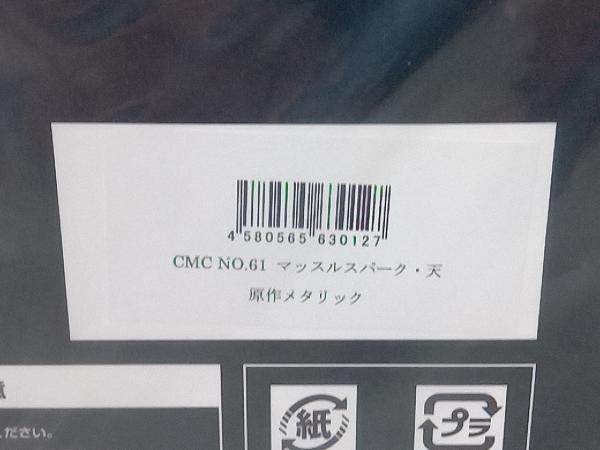 4 580565 630127
CMC NO.61 マッスルスパーク・天
原作メタリック
ください。
紙
プラ